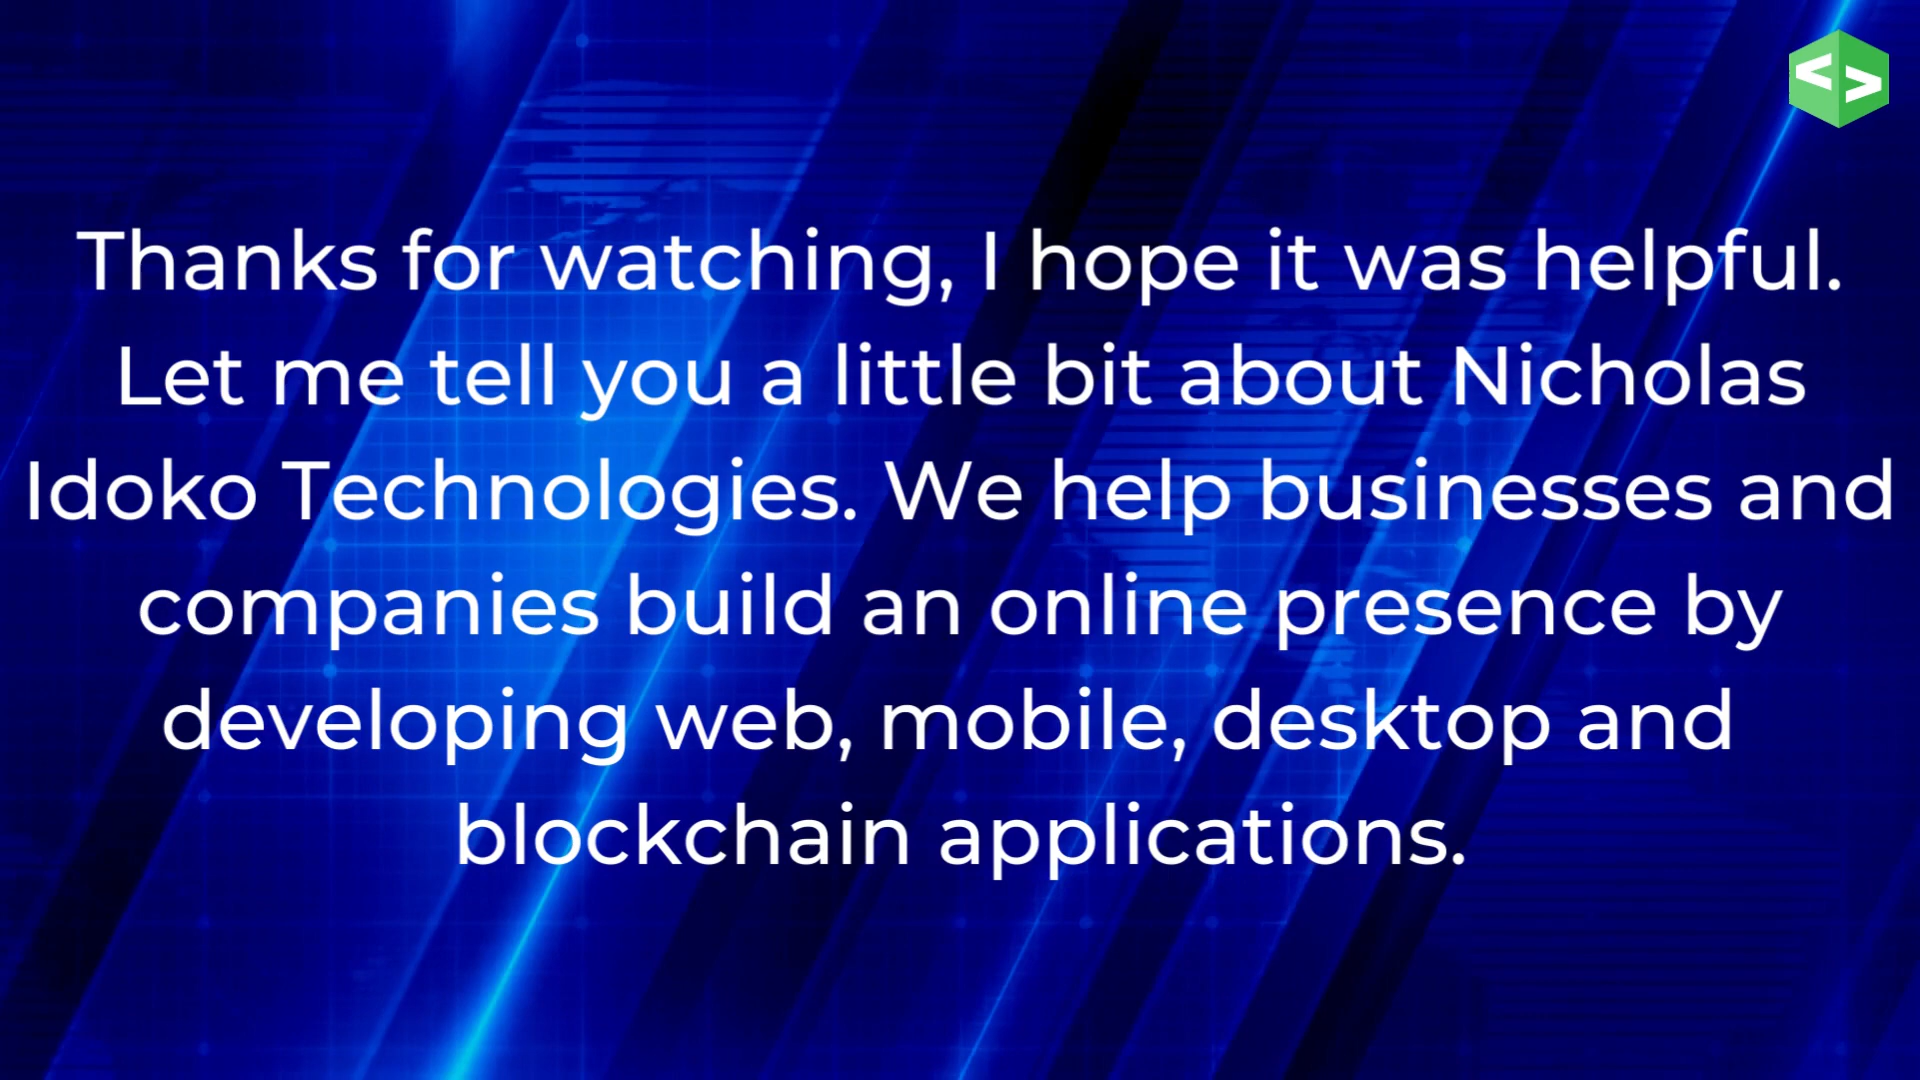 Thanks for watching, I hope it was helpful.
Let me tell you a little bit about Nicholas
Idoko Technologies. We help businesses and
companies build an online presence by
developing web, mobile, desktop and
blockchain applications.